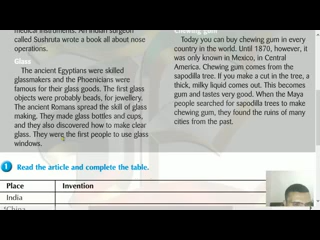 medical instruments. An Indian surgeon
called Sushruta wrote a book all about nose
operations.
Glass
The ancient Egyptians were skilled
glassmakers and the Phoenicians were
famous for their glass goods. The first glass
objects were probably beads, for jewellery.
The ancient Romans spread the skill of glass
making. They made glass bottles and cups,
and they also discovered how to make clear
glass. They were the first people to use glass
windows.
Chewing gum
Today you can buy chewing gum in every
country in the world. Until 1870, however, it
was only known in Mexico, in Central
America. Chewing gum comes from the
sapodilla tree. If you make a cut in the tree, a
thick, milky liquid comes out. This becomes
gum and tastes very good. When the Maya
people searched for sapodilla trees to make
chewing gum, they found the ruins of many
cities from the past.
1 Read the article and complete the table.
Place Invention
India
China